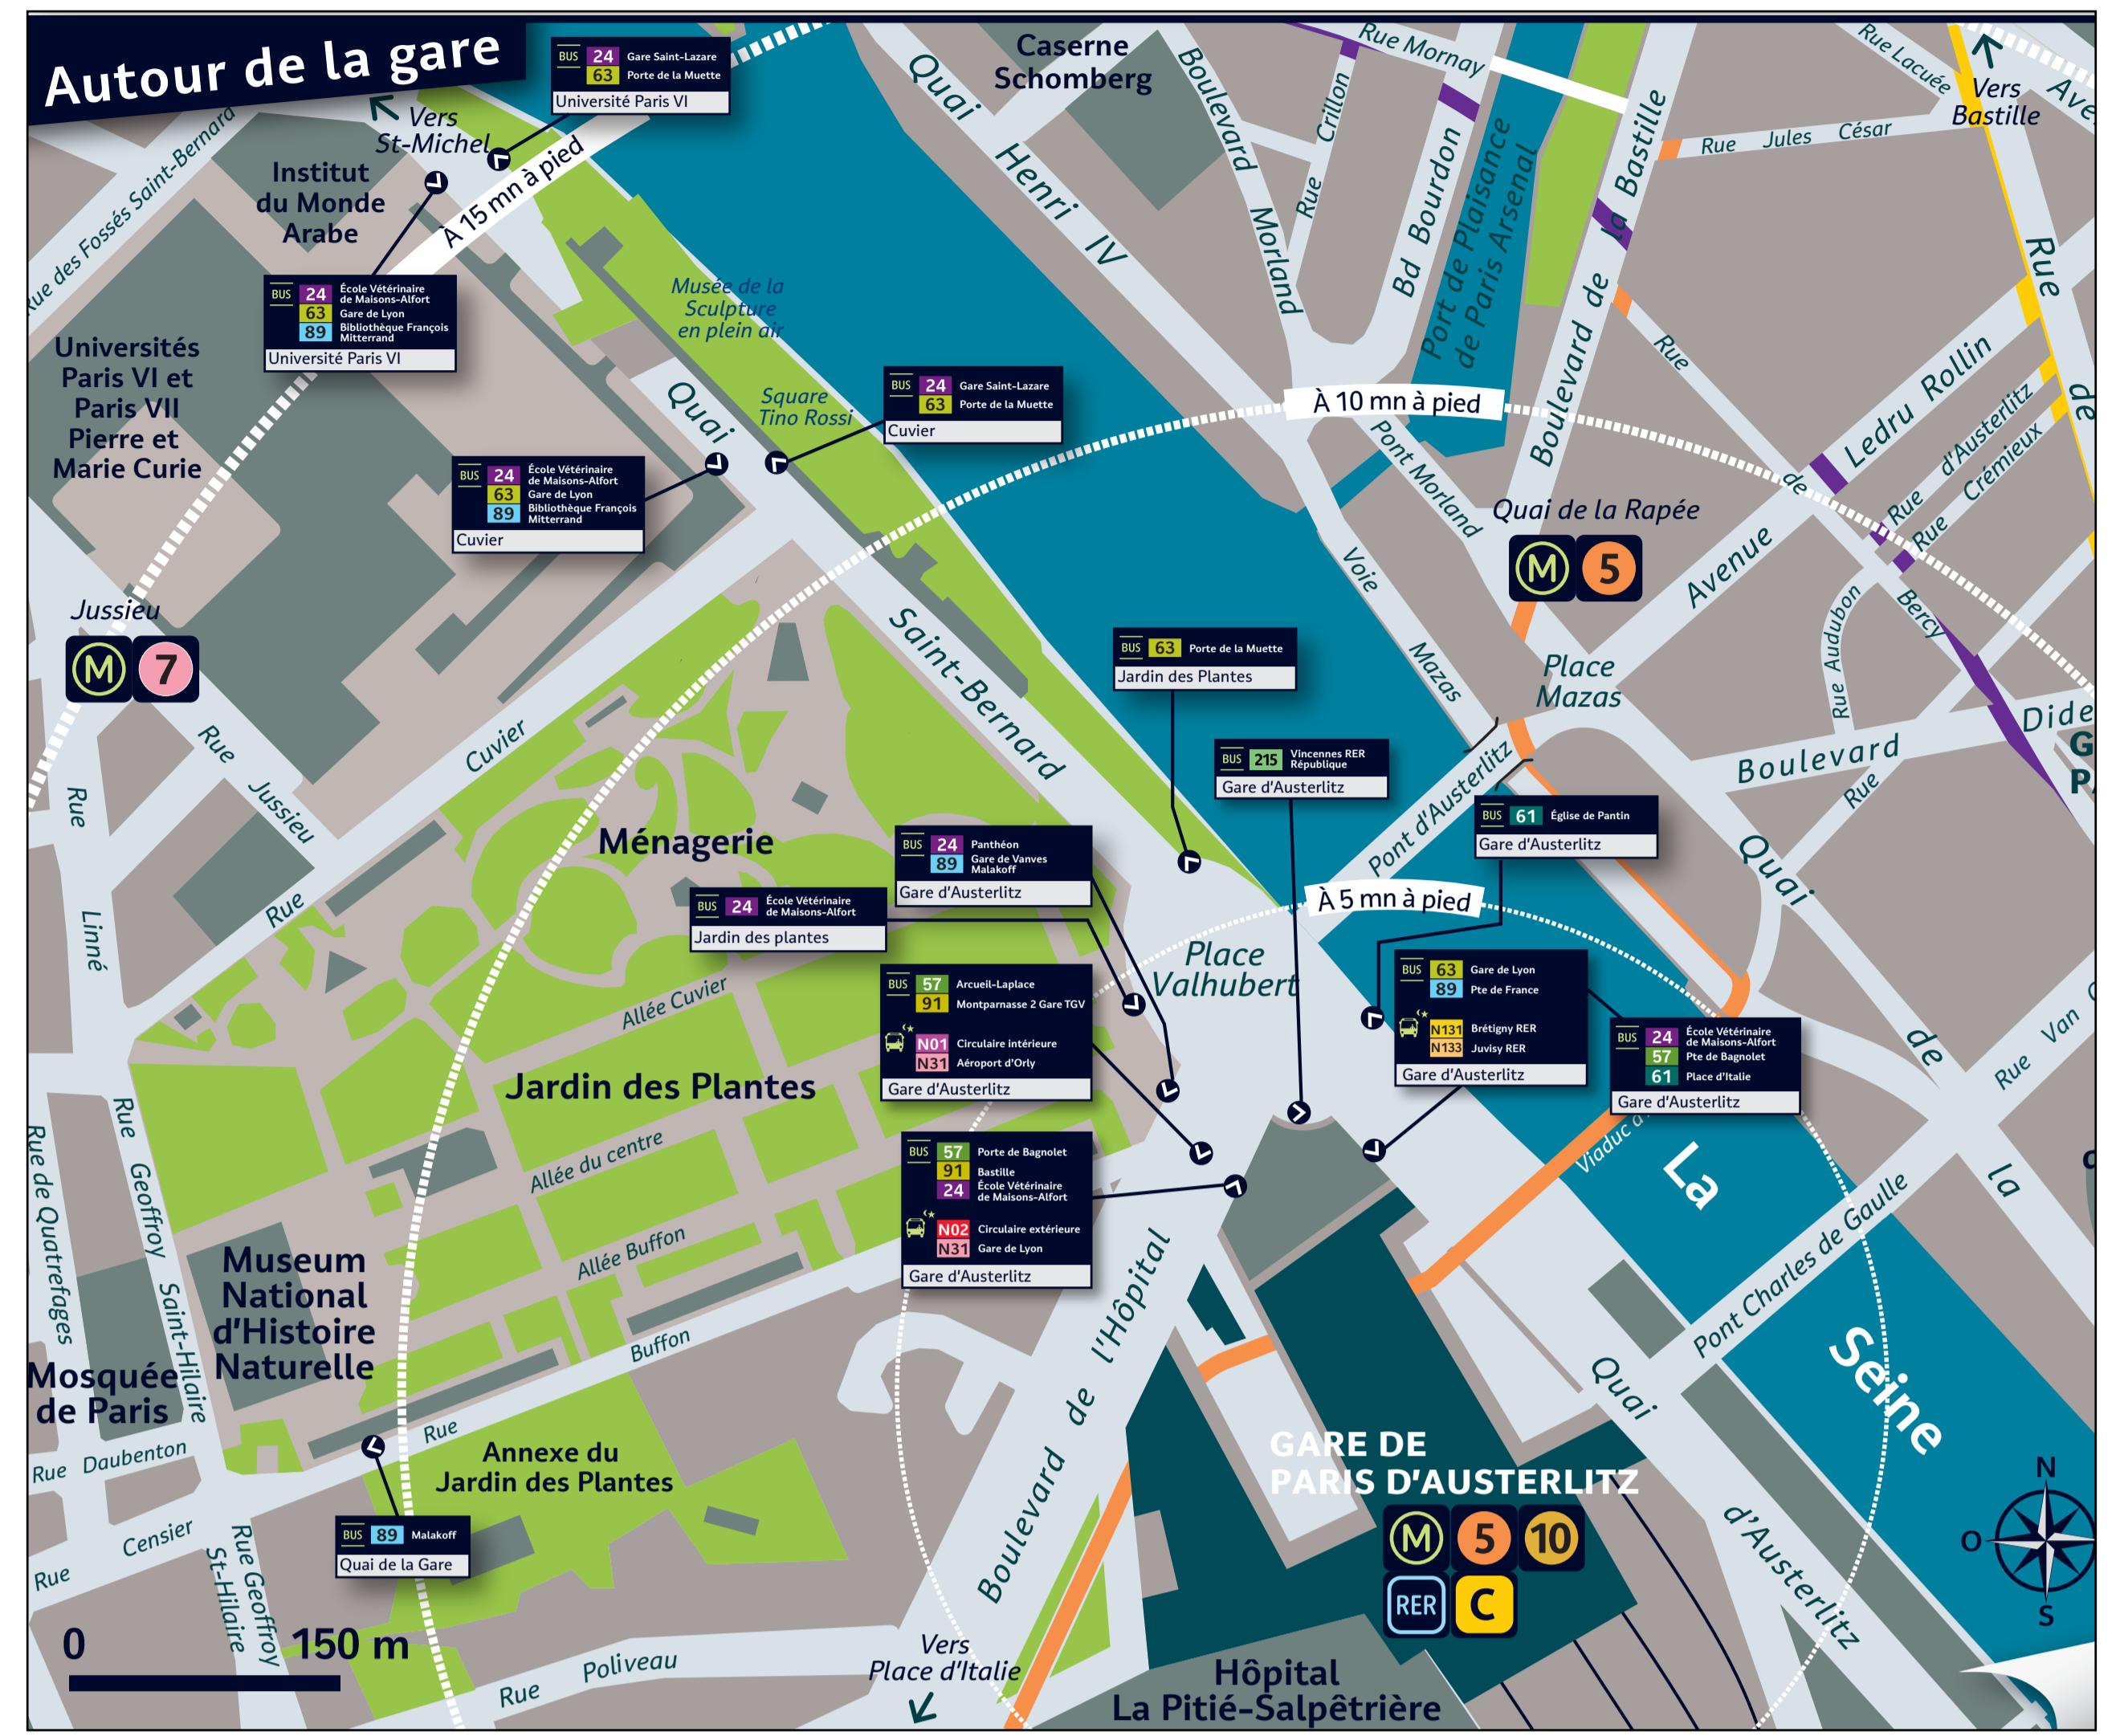 Autour de la gare
BUS 24 Gare Saint-Lazare
63 Porte de la Muette
Université Paris VI
Vers
St-Michel
À 15 mn à pied
Institut
du Monde
Arabe
Rue des Fossés Saint-Bernard
BUS 24 École Vétérinaire
de Maisons-Alfort
63 Gare de Lyon
89 Bibliothèque François
Mitterrand
Université Paris VI
Universités
Paris VI et
Paris VII
Pierre et
Marie Curie
Caserne
Schomberg
Quai Henri IV
Boulevard Morland
Rue Crillon
Rue Mornay
Bd Bourdon
Port de Plaisance
de Paris Arsenal
Boulevard de la Bastille
Rue Jules César
Rue Lacuée
Vers
Bastille
Ave
Rue de
Musée de la
Sculpture
en plein air
Square
Tino Rossi
BUS 24 Gare Saint-Lazare
63 Porte de la Muette
Cuvier
BUS 24 École Vétérinaire
de Maisons-Alfort
63 Gare de Lyon
89 Bibliothèque François
Mitterrand
Cuvier
Quai Saint-Bernard
À 10 mn à pied
Pont Morland
Voie Mazas
Quai de la Rapée
M 5
Avenue Ledru Rollin
Rue d'Austerlitz
Rue Crémieux
Rue de Bercy
Rue Audubon
Place
Mazas
Boulevard Dide
G
P
Rue
Jussieu
M 7
Rue Jussieu
Rue Cuvier
Rue Linné
BUS 63 Porte de la Muette
Jardin des Plantes
BUS 215 Vincennes RER
République
Gare d'Austerlitz
Pont d'Austerlitz
BUS 61 Église de Pantin
Gare d'Austerlitz
Ménagerie
BUS 24 Panthéon
89 Gare de Vanves
Malakoff
Gare d'Austerlitz
BUS 24 École Vétérinaire
de Maisons-Alfort
Jardin des plantes
À 5 mn à pied
Place
Valhubert
BUS 57 Arcueil-Laplace
91 Montparnasse 2 Gare TGV
N01 Circulaire intérieure
N31 Aéroport d'Orly
Gare d'Austerlitz
BUS 63 Gare de Lyon
89 Pte de France
N131 Brétigny RER
N133 Juvisy RER
Gare d'Austerlitz
BUS 24 École Vétérinaire
de Maisons-Alfort
57 Pte de Bagnolet
61 Place d'Italie
Gare d'Austerlitz
Quai de la
Rue Van
Allée Cuvier
Jardin des Plantes
Allée du centre
Allée Buffon
BUS 57 Porte de Bagnolet
91 Bastille
24 École Vétérinaire
de Maisons-Alfort
N02 Circulaire extérieure
N31 Gare de Lyon
Gare d'Austerlitz
Viaduc d
La Seine
Pont Charles de Gaulle
Rue de Quatrefages
Rue Geoffroy Saint-Hilaire
Museum
National
d'Histoire
Naturelle
Mosquée
de Paris
Rue Daubenton
Rue Censier
Rue Geoffroy
St-Hilaire
Rue Buffon
Annexe du
Jardin des Plantes
BUS 89 Malakoff
Quai de la Gare
Boulevard de l'Hôpital
GARE DE
PARIS D'AUSTERLITZ
M 5 10
RER C
Quai d'Austerlitz
N
O
S
0 150 m
Rue Poliveau
Vers
Place d'Italie
Hôpital
La Pitié-Salpêtrière